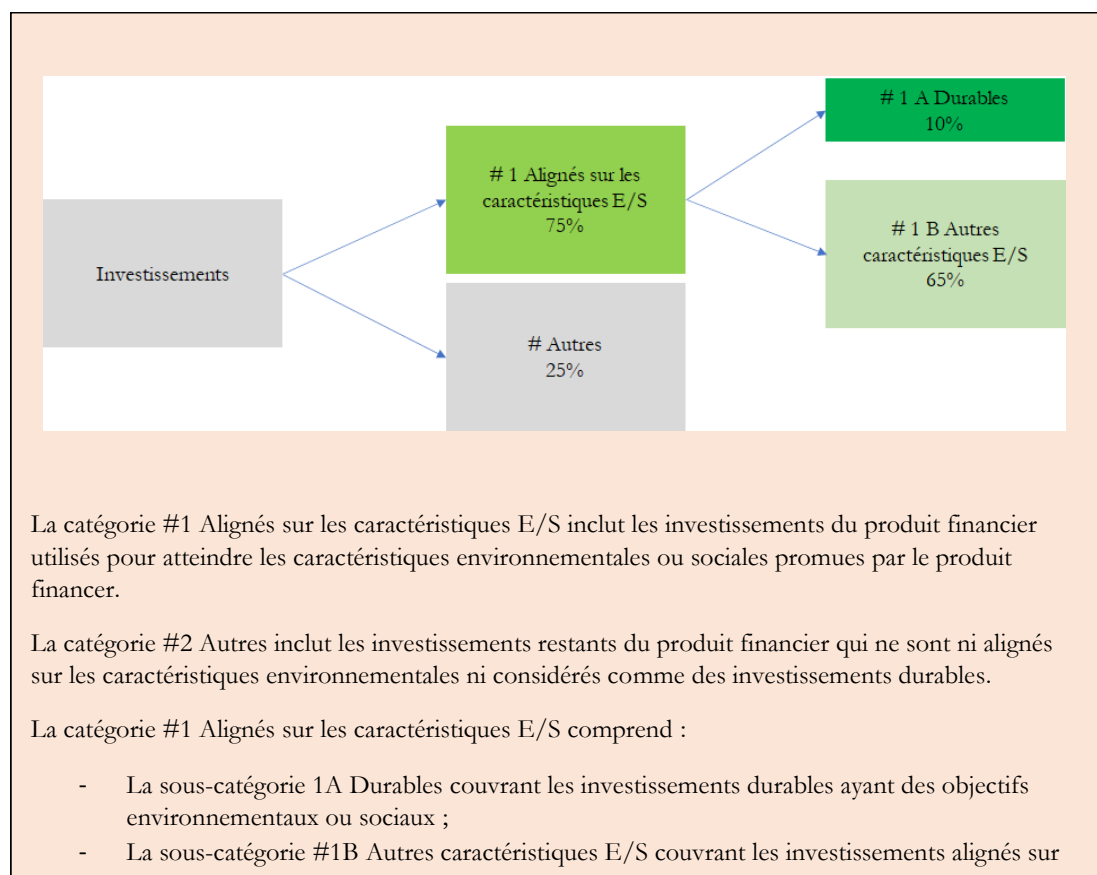 # 1 A Durables
10%
# 1 Alignés sur les
caractéristiques E/S
75%
# 1 B Autres
caractéristiques E/S
65%
Investissements
# Autres
25%
La catégorie #1 Alignés sur les caractéristiques E/S inclut les investissements du produit financier
utilisés pour atteindre les caractéristiques environnementales ou sociales promues par le produit
financer.
La catégorie #2 Autres inclut les investissements restants du produit financier qui ne sont ni alignés
sur les caractéristiques environnementales ni considérés comme des investissements durables.
La catégorie #1 Alignés sur les caractéristiques E/S comprend :
- La sous-catégorie 1A Durables couvrant les investissements durables ayant des objectifs
environnementaux ou sociaux ;
- La sous-catégorie #1B Autres caractéristiques E/S couvrant les investissements alignés sur